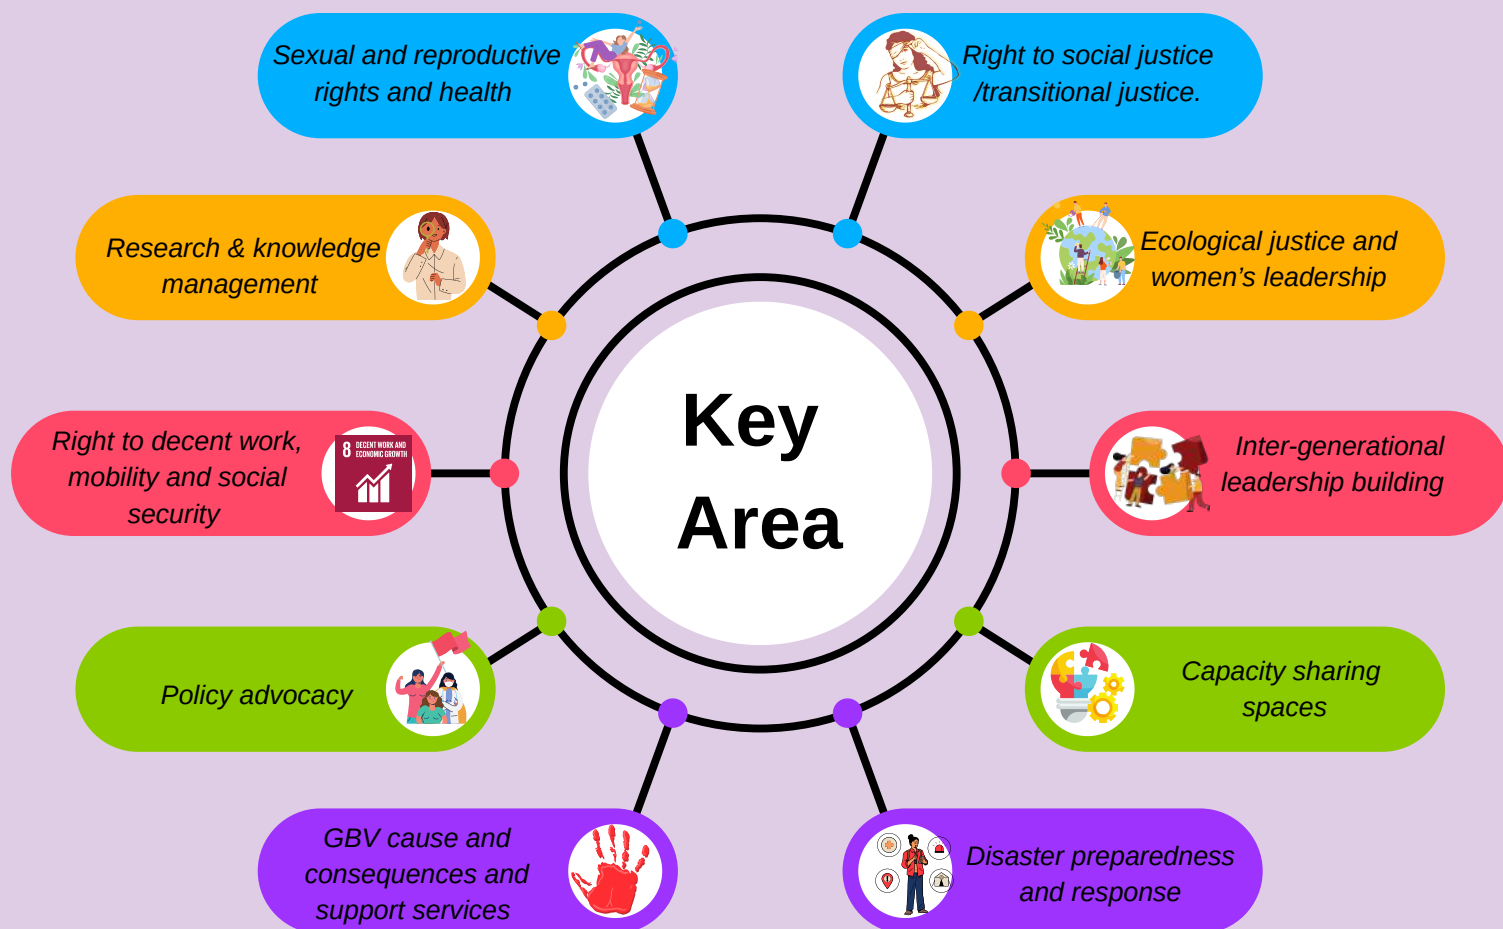 Sexual and reproductive
rights and health
Right to social justice
/transitional justice.
Research & knowledge
management
Ecological justice and
women’s leadership
Right to decent work,
mobility and social
security
8 DECENT WORK AND
ECONOMIC GROWTH
Key
Area
Inter-generational
leadership building
Policy advocacy
Capacity sharing
spaces
GBV cause and
consequences and
support services
Disaster preparedness
and response